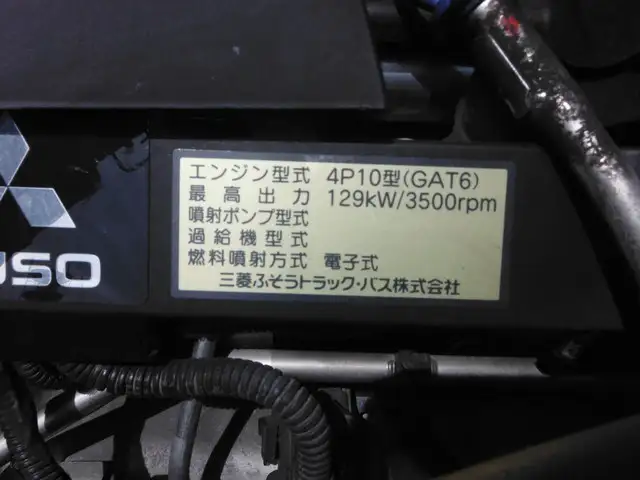 エンジン型式 4P10型(GAT6)
最高出力 129kW/3500rpm
噴射ポンプ型式
過給機型式
燃料噴射方式 電子式
三菱ふそうトラック・バス株式会社
USO